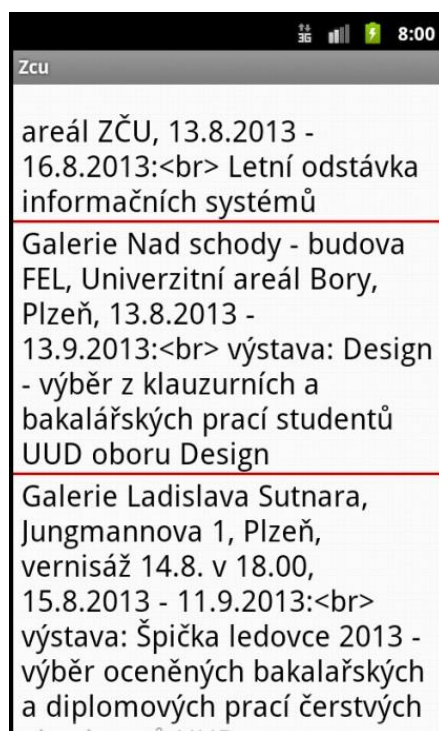 3G 8:00
Zcu
areál ZČU, 13.8.2013 -
16.8.2013:<br> Letní odstávka
informačních systémů
Galerie Nad schody - budova
FEL, Univerzitní areál Bory,
Plzeň, 13.8.2013 -
13.9.2013:<br> výstava: Design
- výběr z klauzurních a
bakalářských prací studentů
UUD oboru Design
Galerie Ladislava Sutnara,
Jungmannova 1, Plzeň,
vernisáž 14.8. v 18.00,
15.8.2013 - 11.9.2013:<br>
výstava: Špička ledovce 2013 -
výběr oceněných bakalařských
a diplomových prací čerstvých